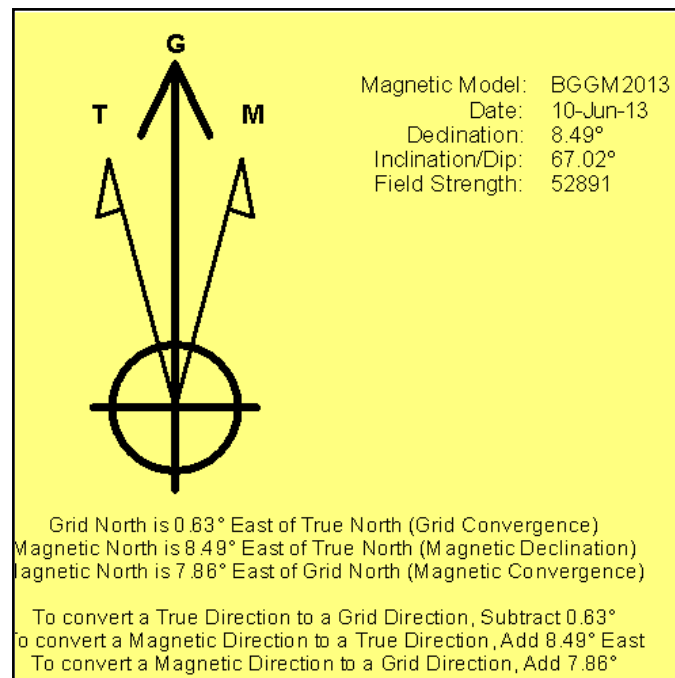 G
T
M
Magnetic Model: BGGM2013
Date: 10-Jun-13
Declination: 8.49°
Inclination/Dip: 67.02°
Field Strength: 52891
Grid North is 0.63° East of True North (Grid Convergence)
Magnetic North is 8.49° East of True North (Magnetic Declination)
Magnetic North is 7.86° East of Grid North (Magnetic Convergence)
To convert a True Direction to a Grid Direction, Subtract 0.63°
To convert a Magnetic Direction to a True Direction, Add 8.49° East
To convert a Magnetic Direction to a Grid Direction, Add 7.86°